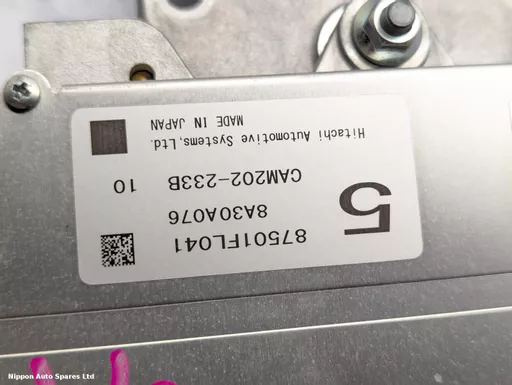 87501FL041
8A30A076
5
CAM202-233B 10
Hitachi Automotive Systems,Ltd.
MADE IN JAPAN
Nippon Auto Spares Ltd